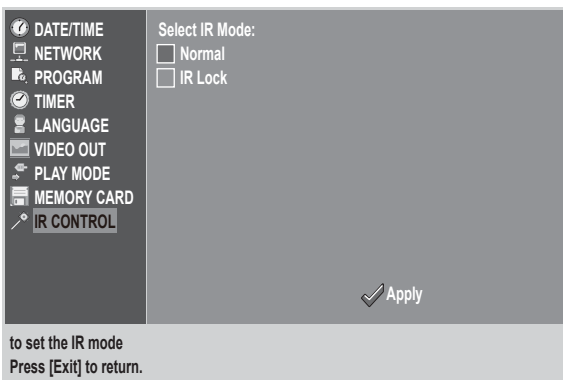 DATE/TIME
NETWORK
PROGRAM
TIMER
LANGUAGE
VIDEO OUT
PLAY MODE
MEMORY CARD
IR CONTROL
Select IR Mode:
Normal
IR Lock
Apply
to set the IR mode
Press [Exit] to return.